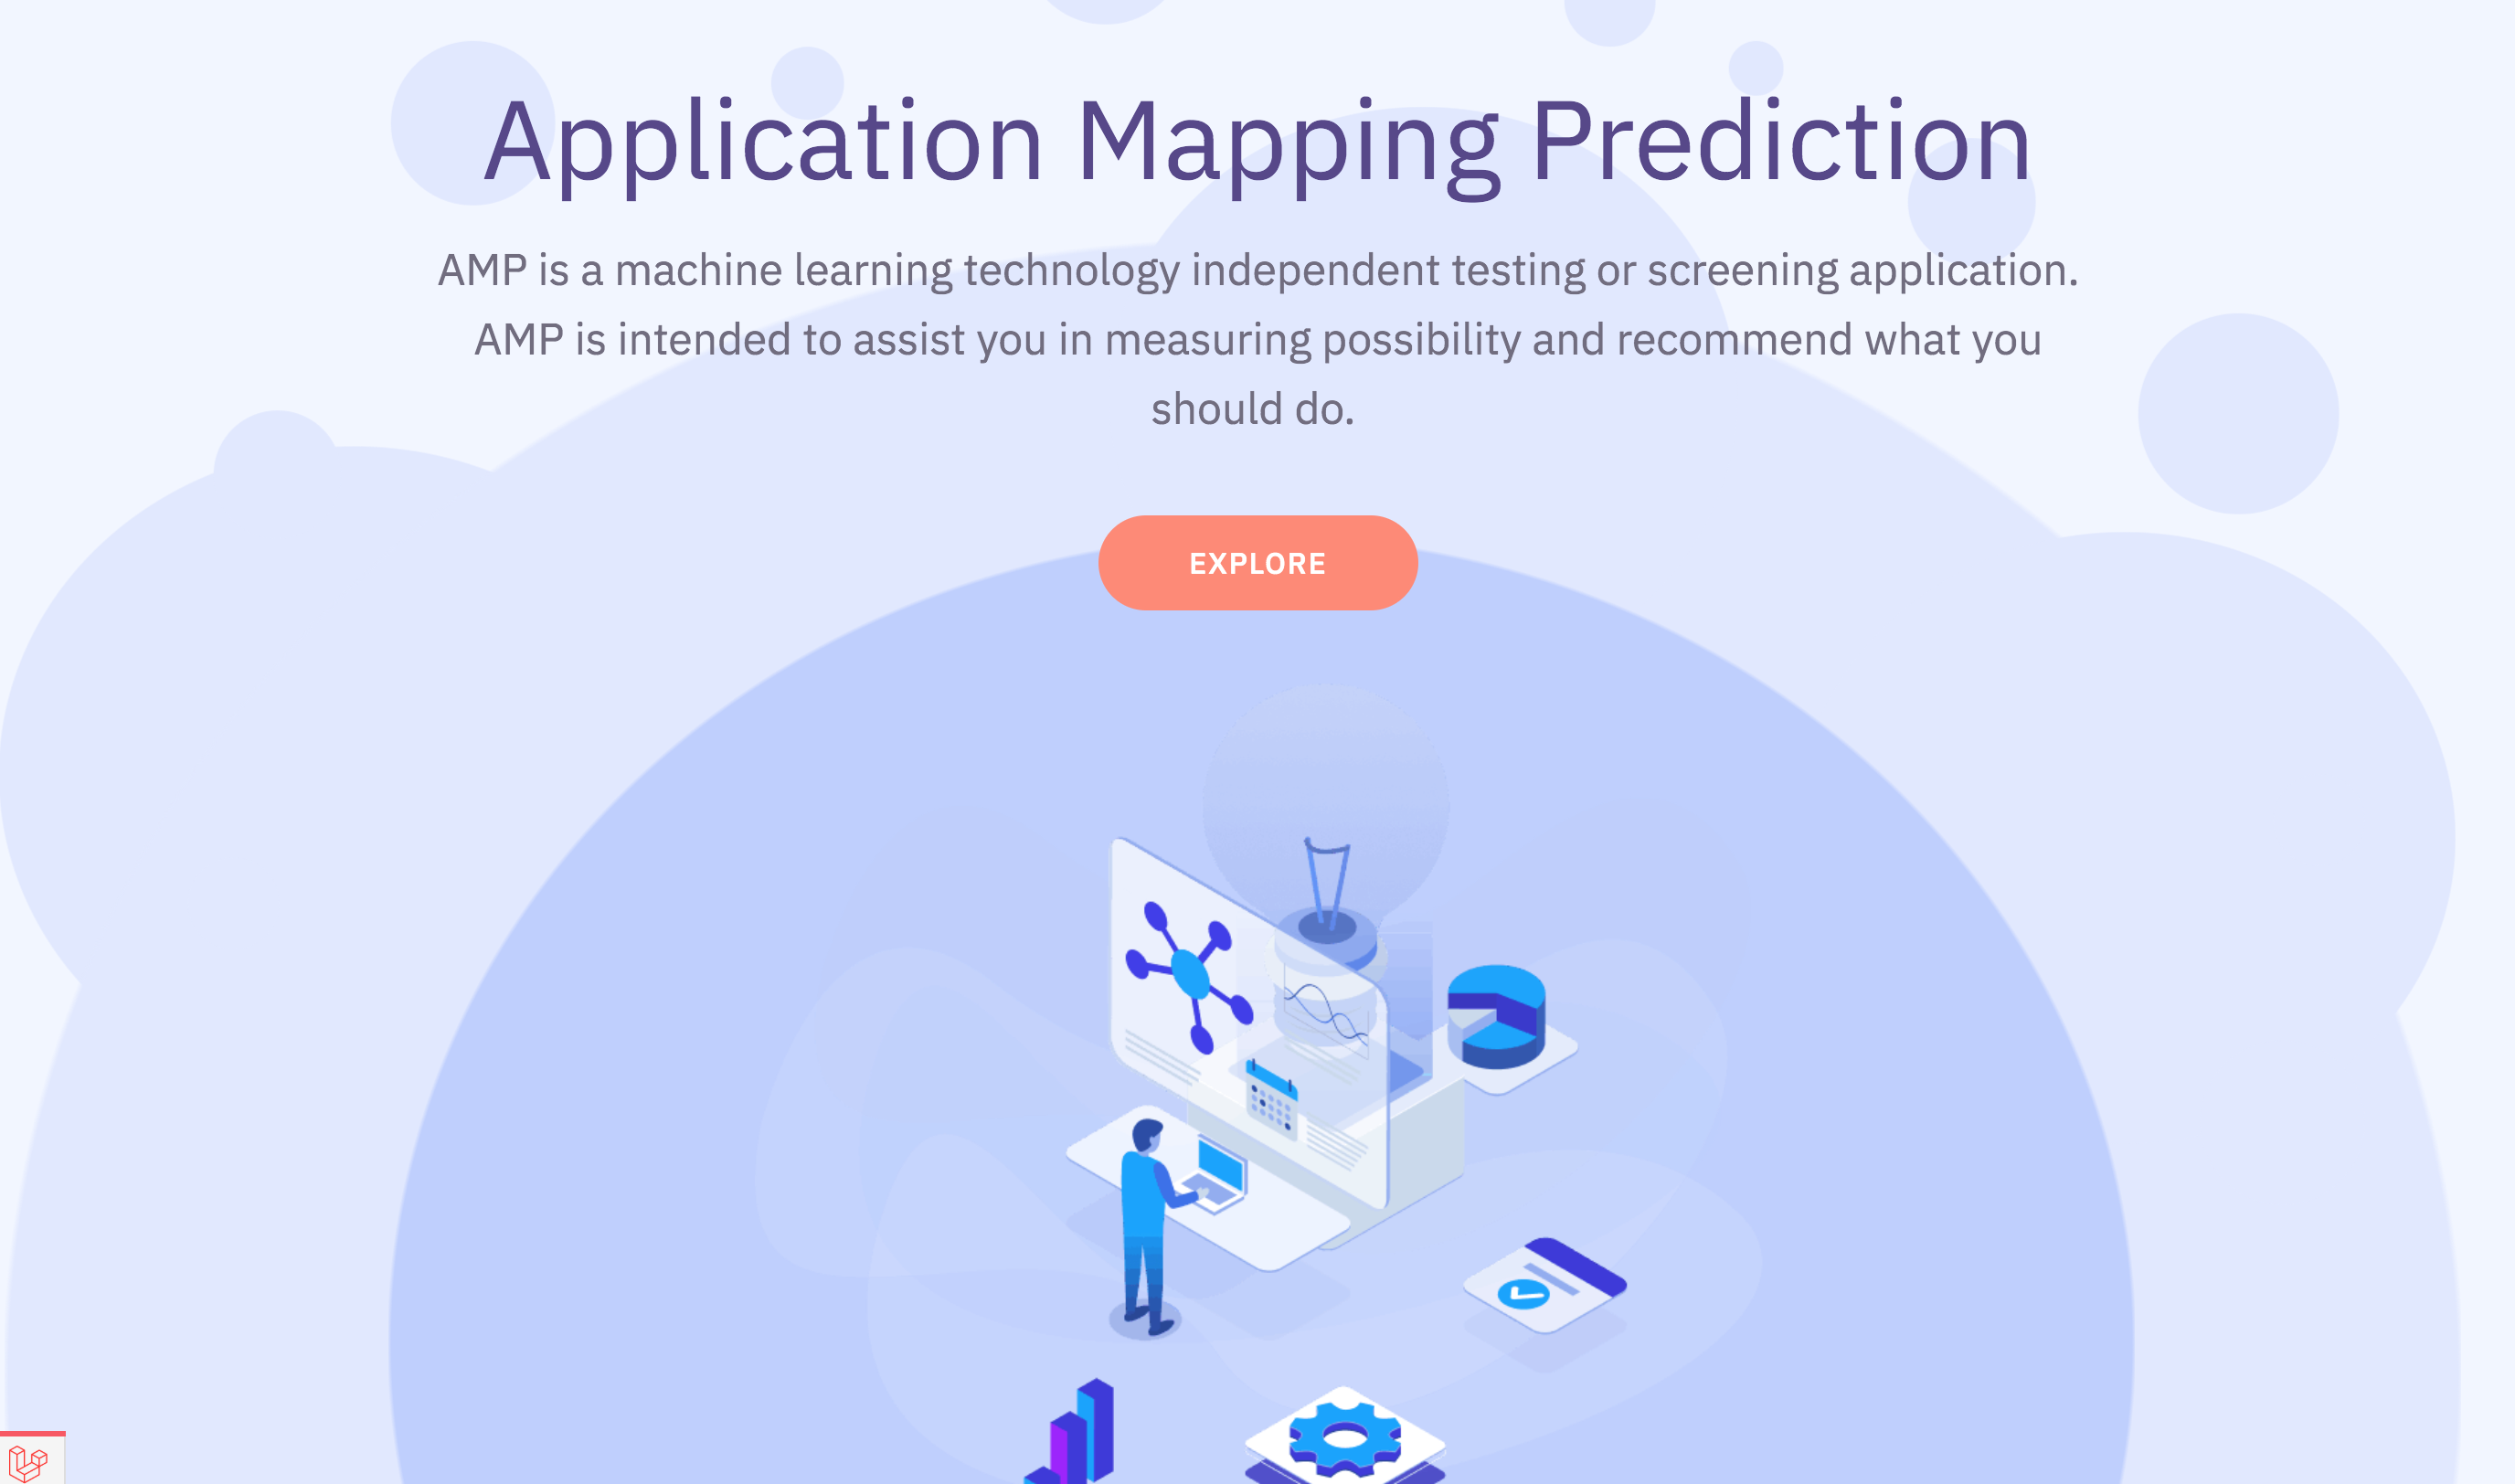 Application Mapping Prediction
AMP is a machine learning technology independent testing or screening application.
AMP is intended to assist you in measuring possibility and recommend what you
should do.
EXPLORE